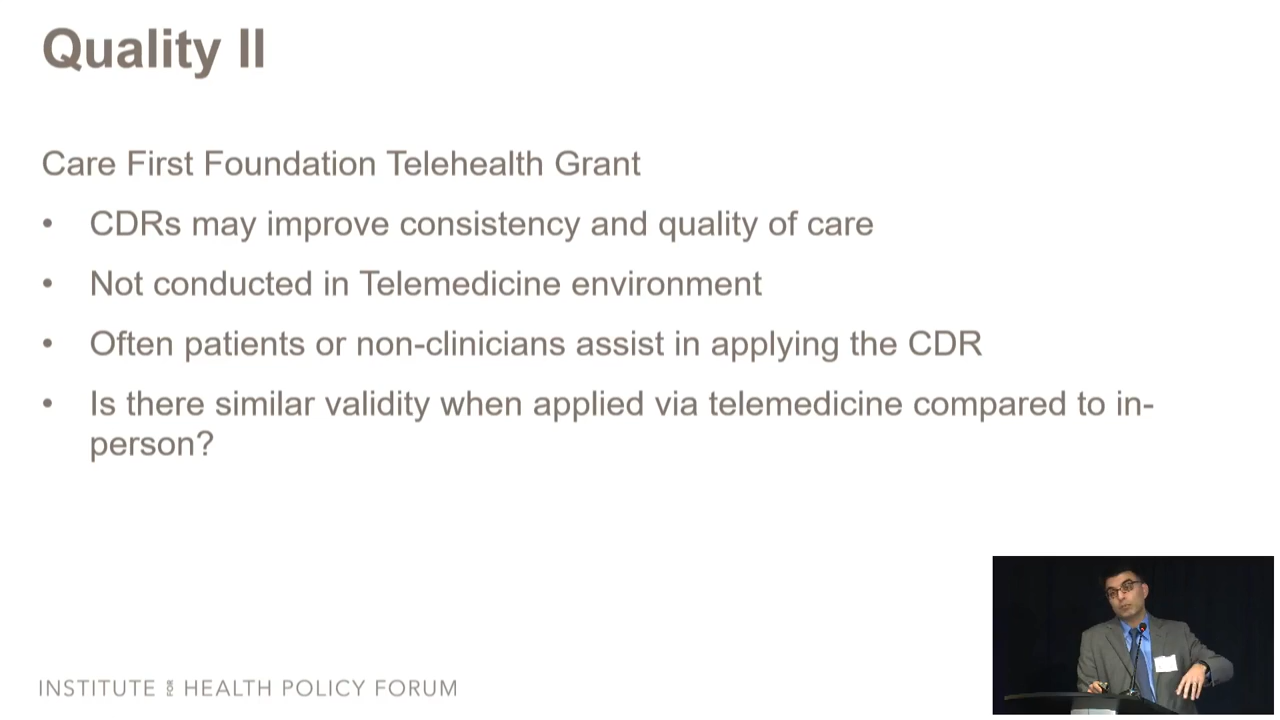 Quality II
Care First Foundation Telehealth Grant
• CDRs may improve consistency and quality of care
• Not conducted in Telemedicine environment
• Often patients or non-clinicians assist in applying the CDR
• Is there similar validity when applied via telemedicine compared to in-
person?
INSTITUTE FOR HEALTH POLICY FORUM